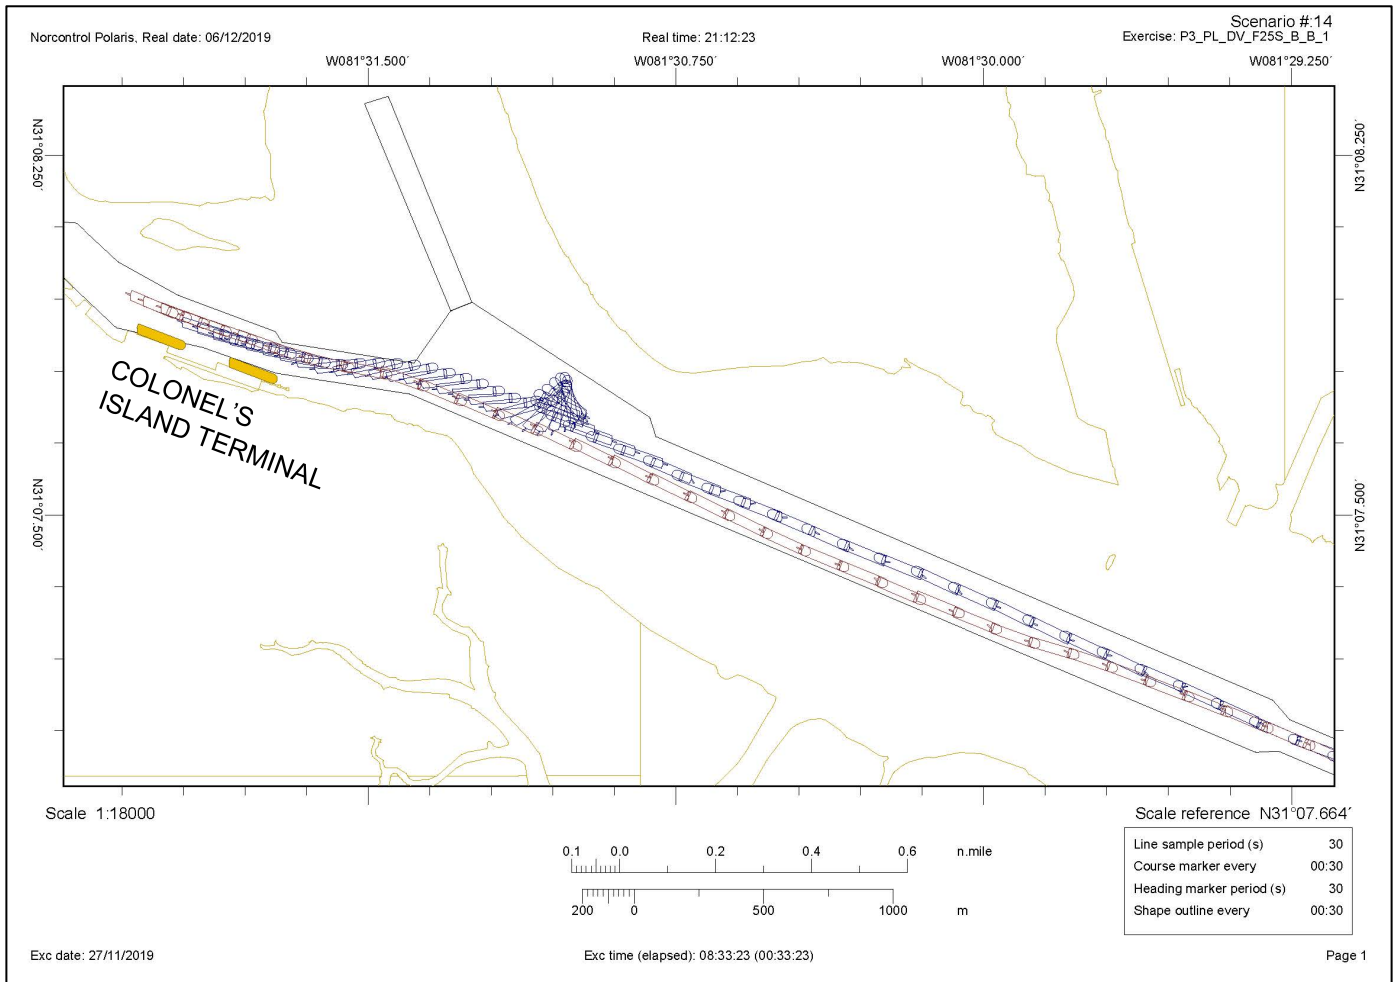 Scenario #:14
Norcontrol Polaris, Real date: 06/12/2019
Real time: 21:12:23
Exercise: P3_PL_DV_F25S_B_B_1
W081°31.500´
W081°30.750´
W081°30.000´
W081°29.250´
N31°08.250´
N31°08.250´
COLONEL'S
ISLAND TERMINAL
N31°07.500´
N31°07.500´
Scale 1:18000
Scale reference N31°07.664´
0.1 0.0 0.2 0.4 0.6 n.mile
200 0 500 1000 m
Line sample period (s) 30
Course marker every 00:30
Heading marker period (s) 30
Shape outline every 00:30
Exc date: 27/11/2019
Exc time (elapsed): 08:33:23 (00:33:23)
Page 1